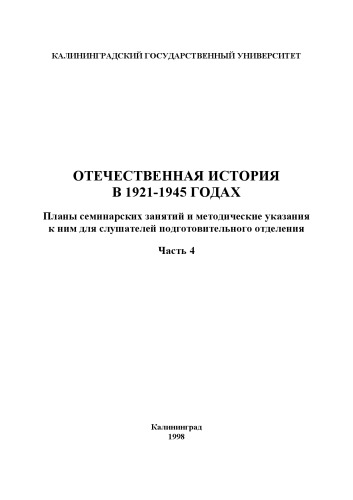 КАЛИНИНГРАДСКИЙ ГОСУДАРСТВЕННЫЙ УНИВЕРСИТЕТ
ОТЕЧЕСТВЕННАЯ ИСТОРИЯ
В 1921-1945 ГОДАХ
Планы семинарских занятий и методические указания
к ним для слушателей подготовительного отделения
Часть 4
Калининград
1998